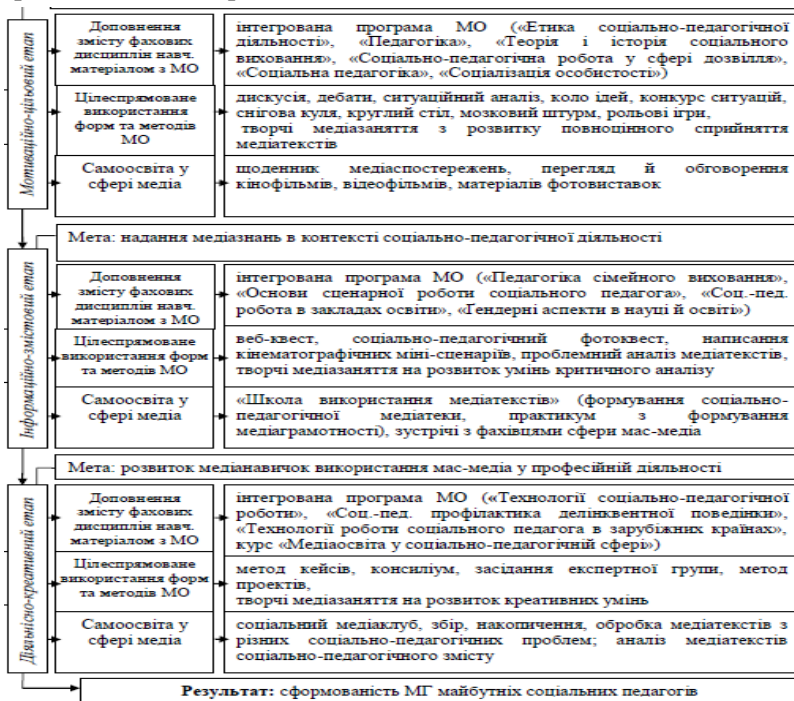 Мотиваційно-цільовий етап
Доповнення
змісту фахових
дисциплін навч.
матеріалом з МО
інтегрована програма МО («Етика соціально-педагогічної
діяльності», «Педагогіка», «Теорія і історія соціального
виховання», «Соціально-педагогічна робота у сфері дозвілля»,
«Соціальна педагогіка», «Соціалізація особистості»)
Цілеспрямоване
використання
форм та методів
МО
дискусія, дебати, ситуаційний аналіз, коло ідей, конкурс ситуацій,
снігова куля, круглий стіл, мозковий штурм, рольові ігри,
творчі медіазаняття з розвитку повноцінного сприйняття
медіатекстів
Самоосвіта у
сфері медіа
щоденник медіаспостережень, перегляд й обговорення
кінофільмів, відеофільмів, матеріалів фотовиставок
Мета: надання медіазнань в контексті соціально-педагогічної діяльності
Інформаційно-змістовий етап
Доповнення
змісту фахових
дисциплін навч.
матеріалом з МО
інтегрована програма МО («Педагогіка сімейного виховання»,
«Основи сценарної роботи соціального педагога», «Соц.-пед.
робота в закладах освіти», «Ґендерні аспекти в науці й освіті»)
Цілеспрямоване
використання форм
та методів МО
веб-квест, соціально-педагогічний фотоквест, написання
кінематографічних міні-сценаріїв, проблемний аналіз медіатекстів,
творчі медіазаняття на розвиток умінь критичного аналізу
Самоосвіта у
сфері медіа
«Школа використання медіатекстів» (формування соціально-
педагогічної медіатеки, практикум з формування
медіаграмотності), зустрічі з фахівцями сфери мас-медіа
Мета: розвиток медіанавичок використання мас-медіа у професійній діяльності
Діяльнісно-креативний етап
Доповнення
змісту фахових
дисциплін навч.
матеріалом з МО
інтегрована програма МО («Технології соціально-педагогічної
роботи», «Соц.-пед. профілактика делінквентної поведінки»,
«Технології роботи соціального педагога в зарубіжних країнах»,
курс «Медіаосвіта у соціально-педагогічній сфері»)
Цілеспрямоване
використання форм
та методів МО
метод кейсів, консиліум, засідання експертної групи, метод
проектів,
творчі медіазаняття на розвиток креативних умінь
Самоосвіта у
сфері медіа
соціальний медіаклуб, збір, накопичення, обробка медіатекстів з
різних соціально-педагогічних проблем; аналіз медіатекстів
соціально-педагогічного змісту
Результат: сформованість МГ майбутніх соціальних педагогів